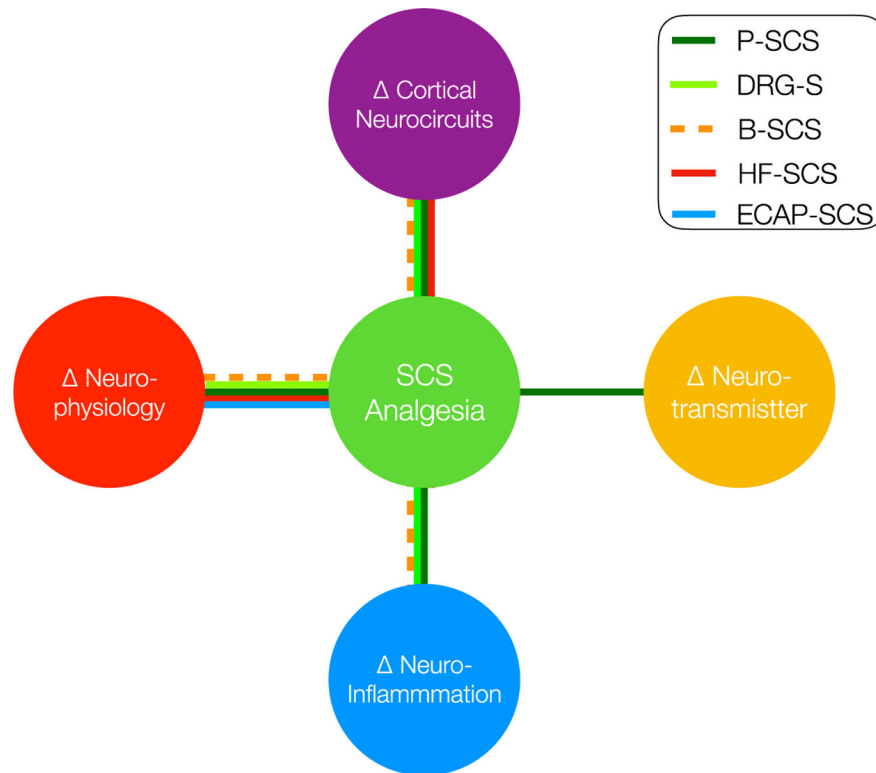 Δ Cortical
Neurocircuits
P-SCS
DRG-S
B-SCS
HF-SCS
ECAP-SCS
Δ Neuro-
physiology
SCS
Analgesia
Δ Neuro-
transmistter
Δ Neuro-
Inflammmation